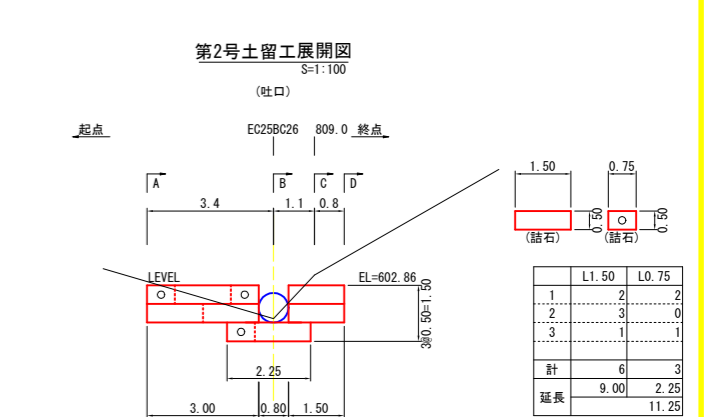 第2号土留工展開図
S=1:100
(吐口)
起点 EC25BC26 809.0 終点
A B C D
3.4 1.1 0.8
LEVEL EL=602.86
3@0.50=1.50
2.25
3.00 0.80 1.50
1.50 0.75
0.50 0.50
(詰石) (詰石)
L1.50 L0.75
1 2 2
2 3 0
3 1 1
計 6 3
延長 9.00 2.25
11.25